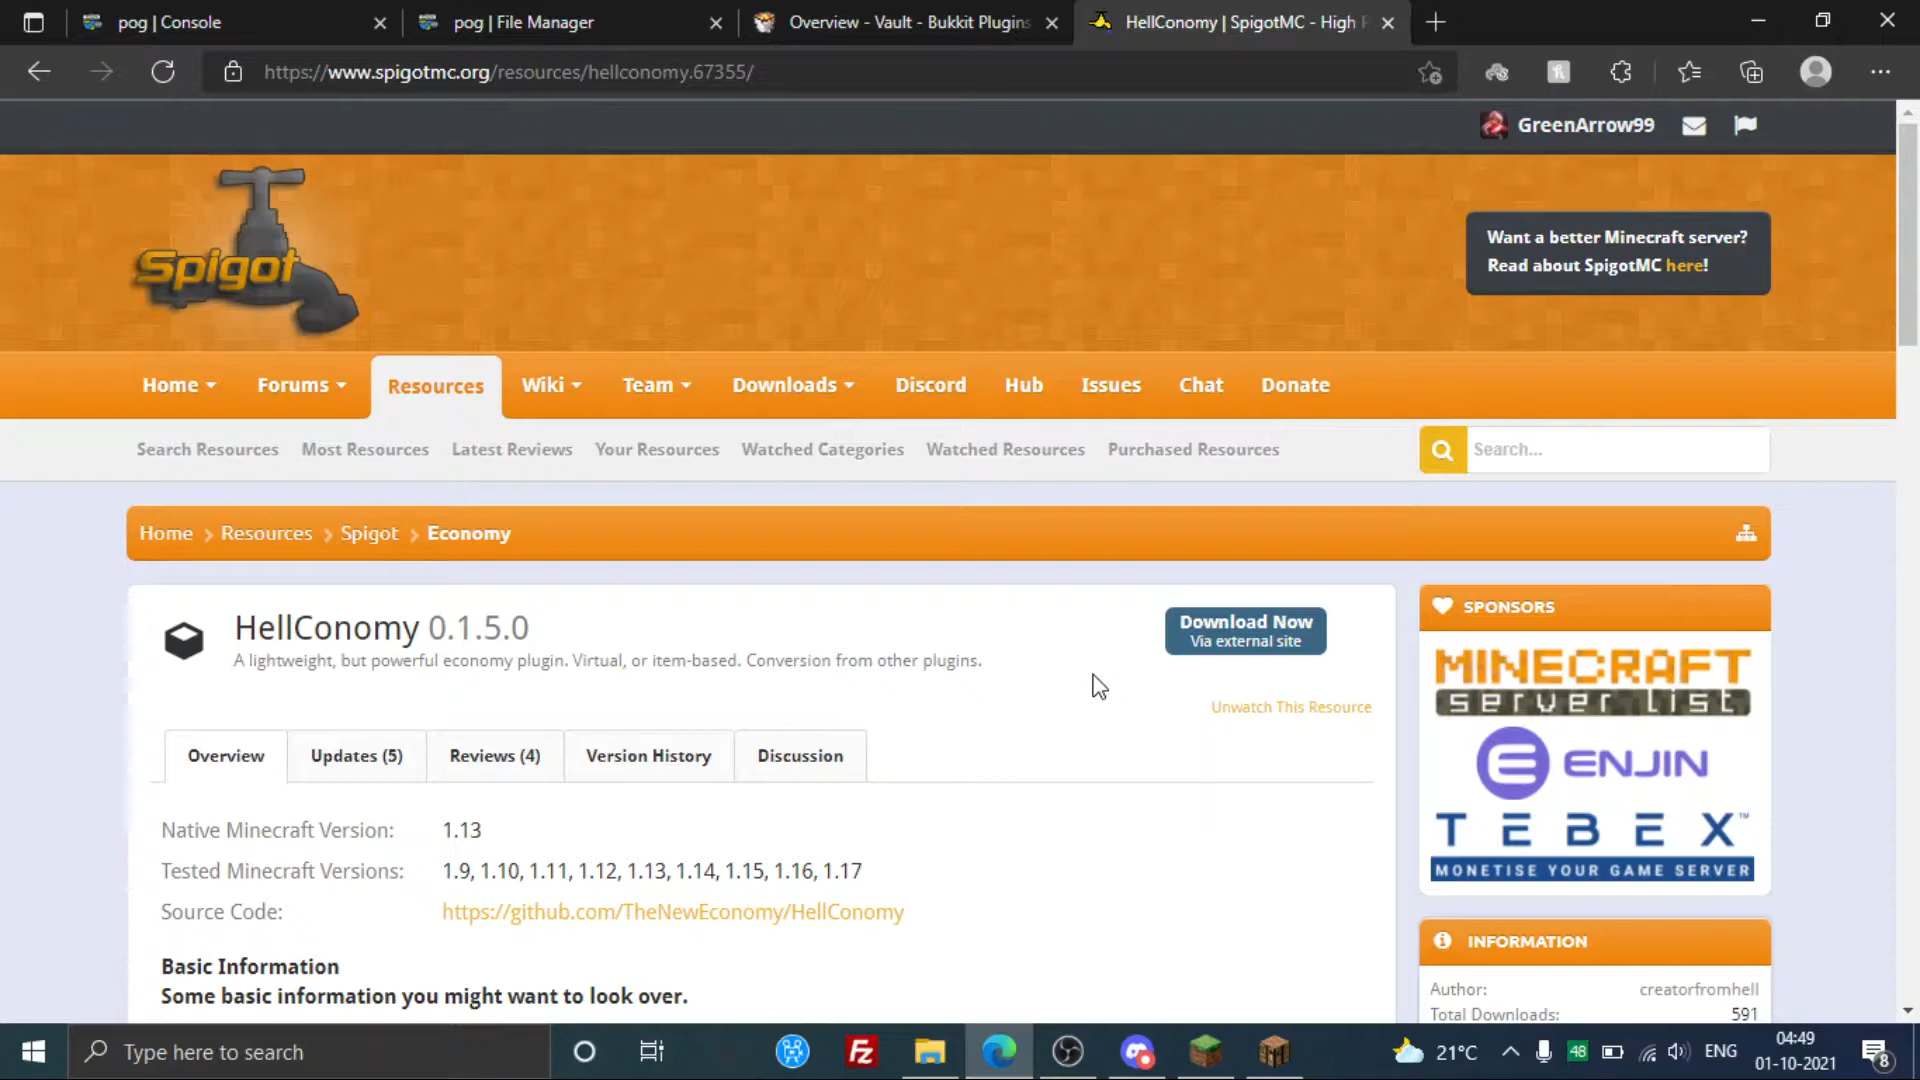 pog | Console
pog | File Manager
Overview - Vault - Bukkit Plugins
HellConomy | SpigotMC - High P
https://www.spigotmc.org/resources/hellconomy.67355/
GreenArrow99
Spigot
Want a better Minecraft server?
Read about SpigotMC here!
Home Forums Resources Wiki Team Downloads Discord Hub Issues Chat Donate
Search Resources Most Resources Latest Reviews Your Resources Watched Categories Watched Resources Purchased Resources Search...
Home Resources Spigot Economy
HellConomy 0.1.5.0
A lightweight, but powerful economy plugin. Virtual, or item-based. Conversion from other plugins.
Download Now
Via external site
Unwatch This Resource
Overview Updates (5) Reviews (4) Version History Discussion
Native Minecraft Version: 1.13
Tested Minecraft Versions: 1.9, 1.10, 1.11, 1.12, 1.13, 1.14, 1.15, 1.16, 1.17
Source Code: https://github.com/TheNewEconomy/HellConomy
Basic Information
Some basic information you might want to look over.
SPONSORS
MINECRAFT
server list
ENJIN
TEBEX™
MONETISE YOUR GAME SERVER
INFORMATION
Author: creatorfromhell
Total Downloads: 591
Type here to search
Fz
21°C
48
ENG
04:49
01-10-2021
8